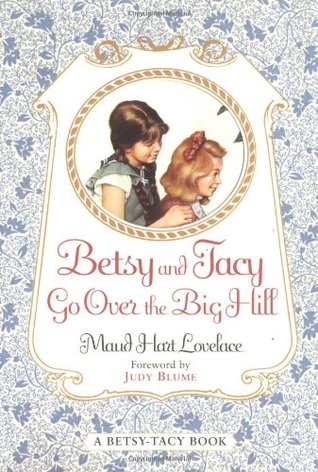 Betsy and Tacy
Go Over the Big Hill
Maud Hart Lovelace
Foreword by
JUDY BLUME
A BETSY-TACY BOOK